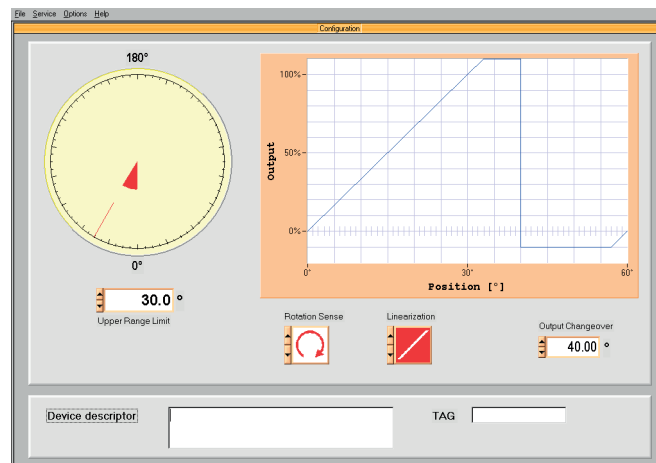 File Service Options Help
Configuration
180°
0°
30.0 °
Upper Range Limit
100%
50%
0%
Output
0° 30° 60°
Position [°]
Rotation Sense
Linearization
Output Changeover
40.00 °
Device descriptor
TAG